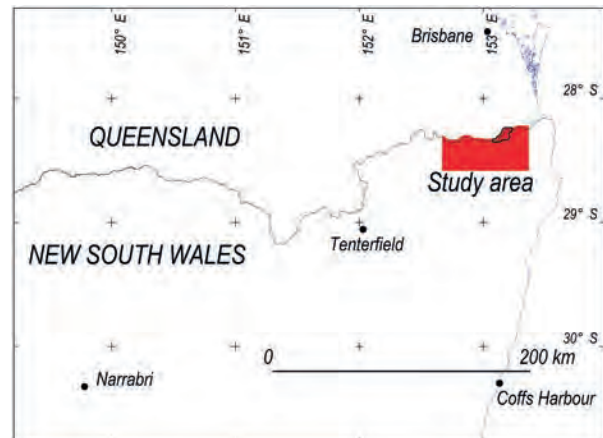 150° E
151° E
152° E
153° E
Brisbane
28° S
QUEENSLAND
Study area
29° S
Tenterfield
NEW SOUTH WALES
30° S
0
200 km
Narrabri
Coffs Harbour